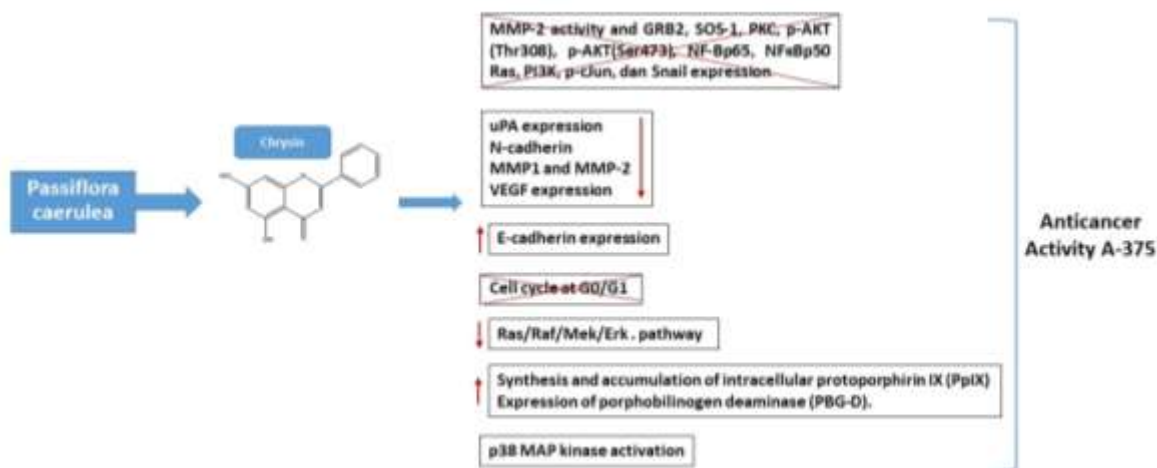 MMP-2 activity and GRB2, SOS-1, PKC, p-AKT
(Thr308), p-AKT(Ser473), NF-Bp65, NFκBp50
Ras, PI3K, p-cJun, dan Snail expression
uPA expression
N-cadherin
MMP1 and MMP-2
VEGF expression
Chrysin
HO
OH
Passiflora
caerulea
E-cadherin expression
Anticancer
Activity A-375
Cell cycle at G0/G1
Ras/Raf/Mek/Erk . pathway
Synthesis and accumulation of intracellular protoporphirin IX (PpIX)
Expression of porphobilinogen deaminase (PBG-D).
p38 MAP kinase activation